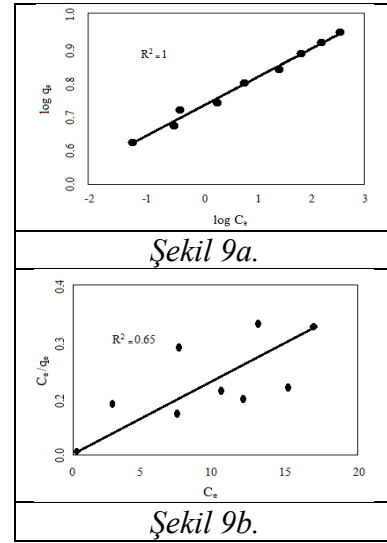 1.0
0.9
0.8
0.7
0.6
0.0
log qₑ
R² = 1
-2 -1 0 1 2 3
log Cₑ
Şekil 9a.
0.4
0.3
0.2
0.0
Cₑ/qₑ
R² = 0.65
0 5 10 15 20
Cₑ
Şekil 9b.